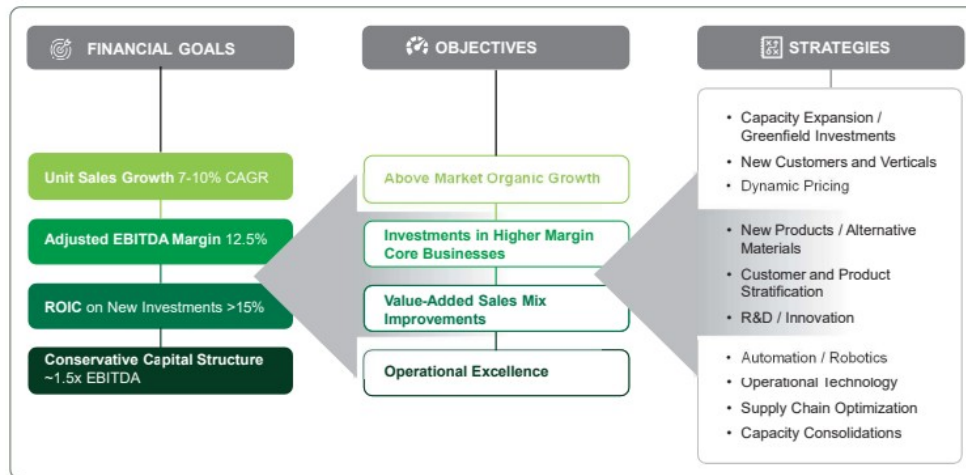 FINANCIAL GOALS
Unit Sales Growth 7-10% CAGR
Adjusted EBITDA Margin 12.5%
ROIC on New Investments >15%
Conservative Capital Structure
~1.5x EBITDA
OBJECTIVES
Above Market Organic Growth
Investments in Higher Margin
Core Businesses
Value-Added Sales Mix
Improvements
Operational Excellence
STRATEGIES
• Capacity Expansion /
Greenfield Investments
• New Customers and Verticals
• Dynamic Pricing
• New Products / Alternative
Materials
• Customer and Product
Stratification
• R&D / Innovation
• Automation / Robotics
• Operational Technology
• Supply Chain Optimization
• Capacity Consolidations